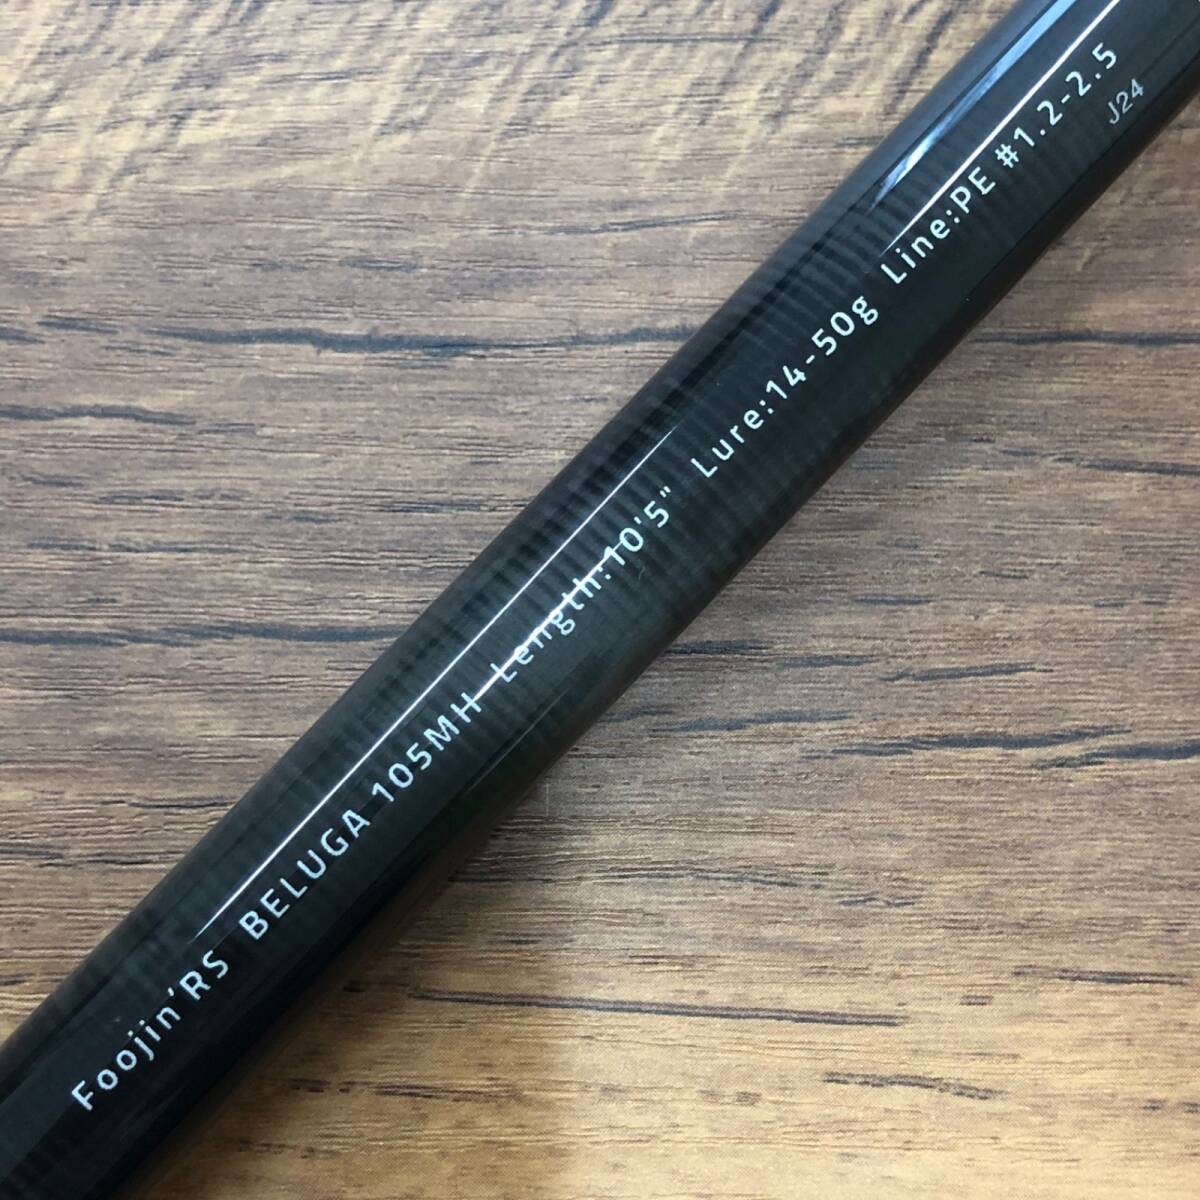 Foojin'RS BELUGA 105MH Length:10'5" Lure:14-50g Line:PE #1.2-2.5
J24